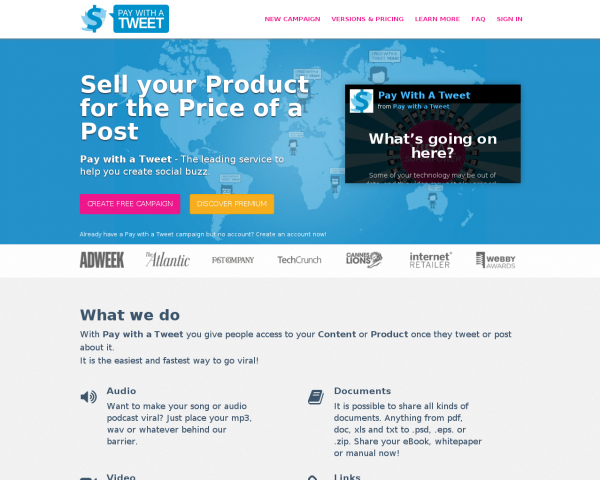 PAY WITH A
TWEET
NEW CAMPAIGN VERSIONS & PRICING LEARN MORE FAQ SIGN IN
Sell your Product
for the Price of a
Post
Pay with a Tweet - The leading service to
help you create social buzz.
CREATE FREE CAMPAIGN DISCOVER PREMIUM
Already have a Pay with a Tweet campaign but no account? Create an account now!
Pay With A Tweet
from Pay with a Tweet
What's going on
here?
Some of your technology may be out of
ADWEEK The Atlantic FAST COMPANY TechCrunch CANNES LIONS internet RETAILER webby AWARDS
What we do
With Pay with a Tweet you give people access to your Content or Product once they tweet or post
about it.
It is the easiest and fastest way to go viral!
Audio
Want to make your song or audio
podcast viral? Just place your mp3,
wav or whatever behind our
barrier.
Documents
It is possible to share all kinds of
documents. Anything from pdf,
doc, xls and txt to .psd, .eps. or
.zip. Share your eBook, whitepaper
or manual now!
Video
Links